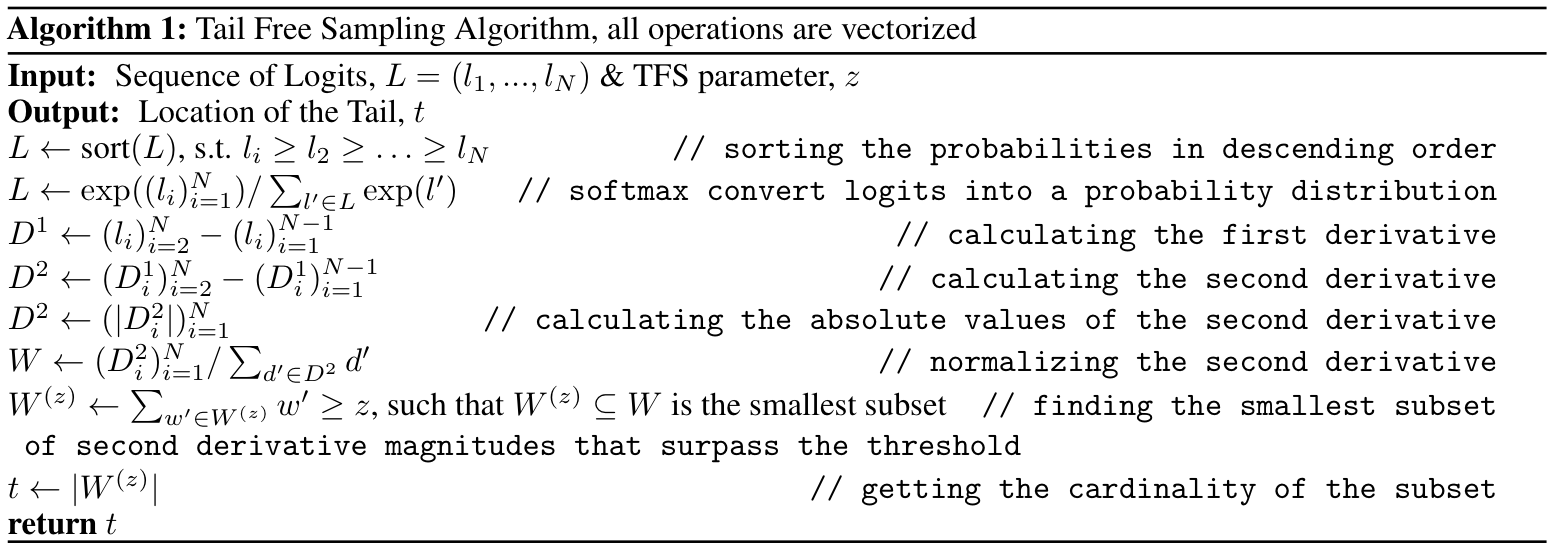 Algorithm 1: Tail Free Sampling Algorithm, all operations are vectorized
Input: Sequence of Logits, $L = (l_1, ..., l_N)$ & TFS parameter, $z$
Output: Location of the Tail, $t$
$L \leftarrow \text{sort}(L)$, s.t. $l_i \geq l_2 \geq \ldots \geq l_N$ // sorting the probabilities in descending order
$L \leftarrow \exp((l_i)_{i=1}^{N}) / \sum_{l' \in L} \exp(l')$ // softmax convert logits into a probability distribution
$D^1 \leftarrow (l_i)_{i=2}^{N} - (l_i)_{i=1}^{N-1}$ // calculating the first derivative
$D^2 \leftarrow (D_i^1)_{i=2}^{N} - (D_i^1)_{i=1}^{N-1}$ // calculating the second derivative
$D^2 \leftarrow (|D_i^2|)_{i=1}^{N}$ // calculating the absolute values of the second derivative
$W \leftarrow (D_i^2)_{i=1}^{N} / \sum_{d' \in D^2} d'$ // normalizing the second derivative
$W^{(z)} \leftarrow \sum_{w' \in W^{(z)}} w' \geq z$, such that $W^{(z)} \subseteq W$ is the smallest subset // finding the smallest subset
of second derivative magnitudes that surpass the threshold
$t \leftarrow |W^{(z)}|$ // getting the cardinality of the subset
return $t$